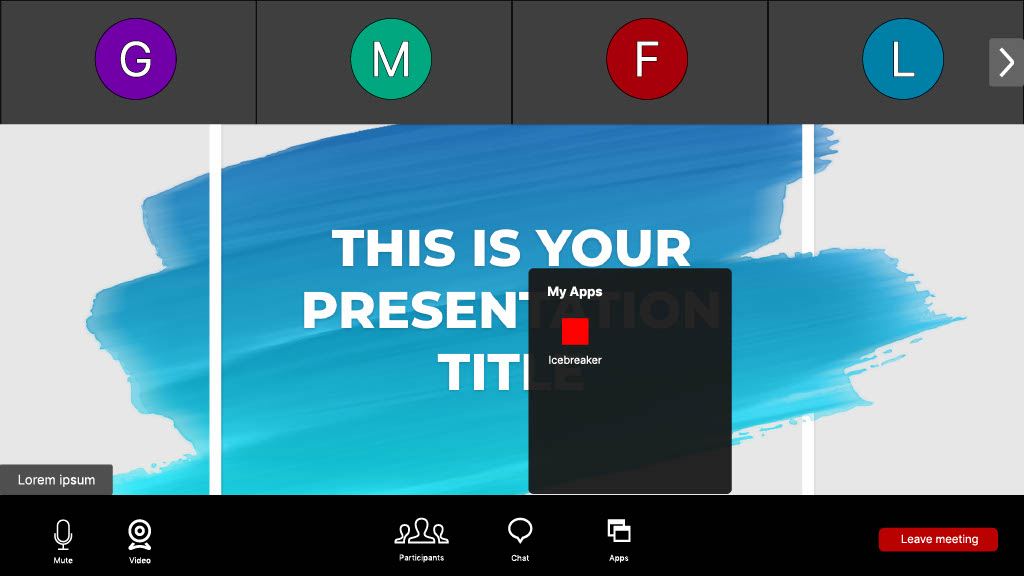 G
M
F
L
THIS IS YOUR
PRESENTATION
TITLE
My Apps
Icebreaker
Lorem ipsum
Mute
Video
Participants
Chat
Apps
Leave meeting